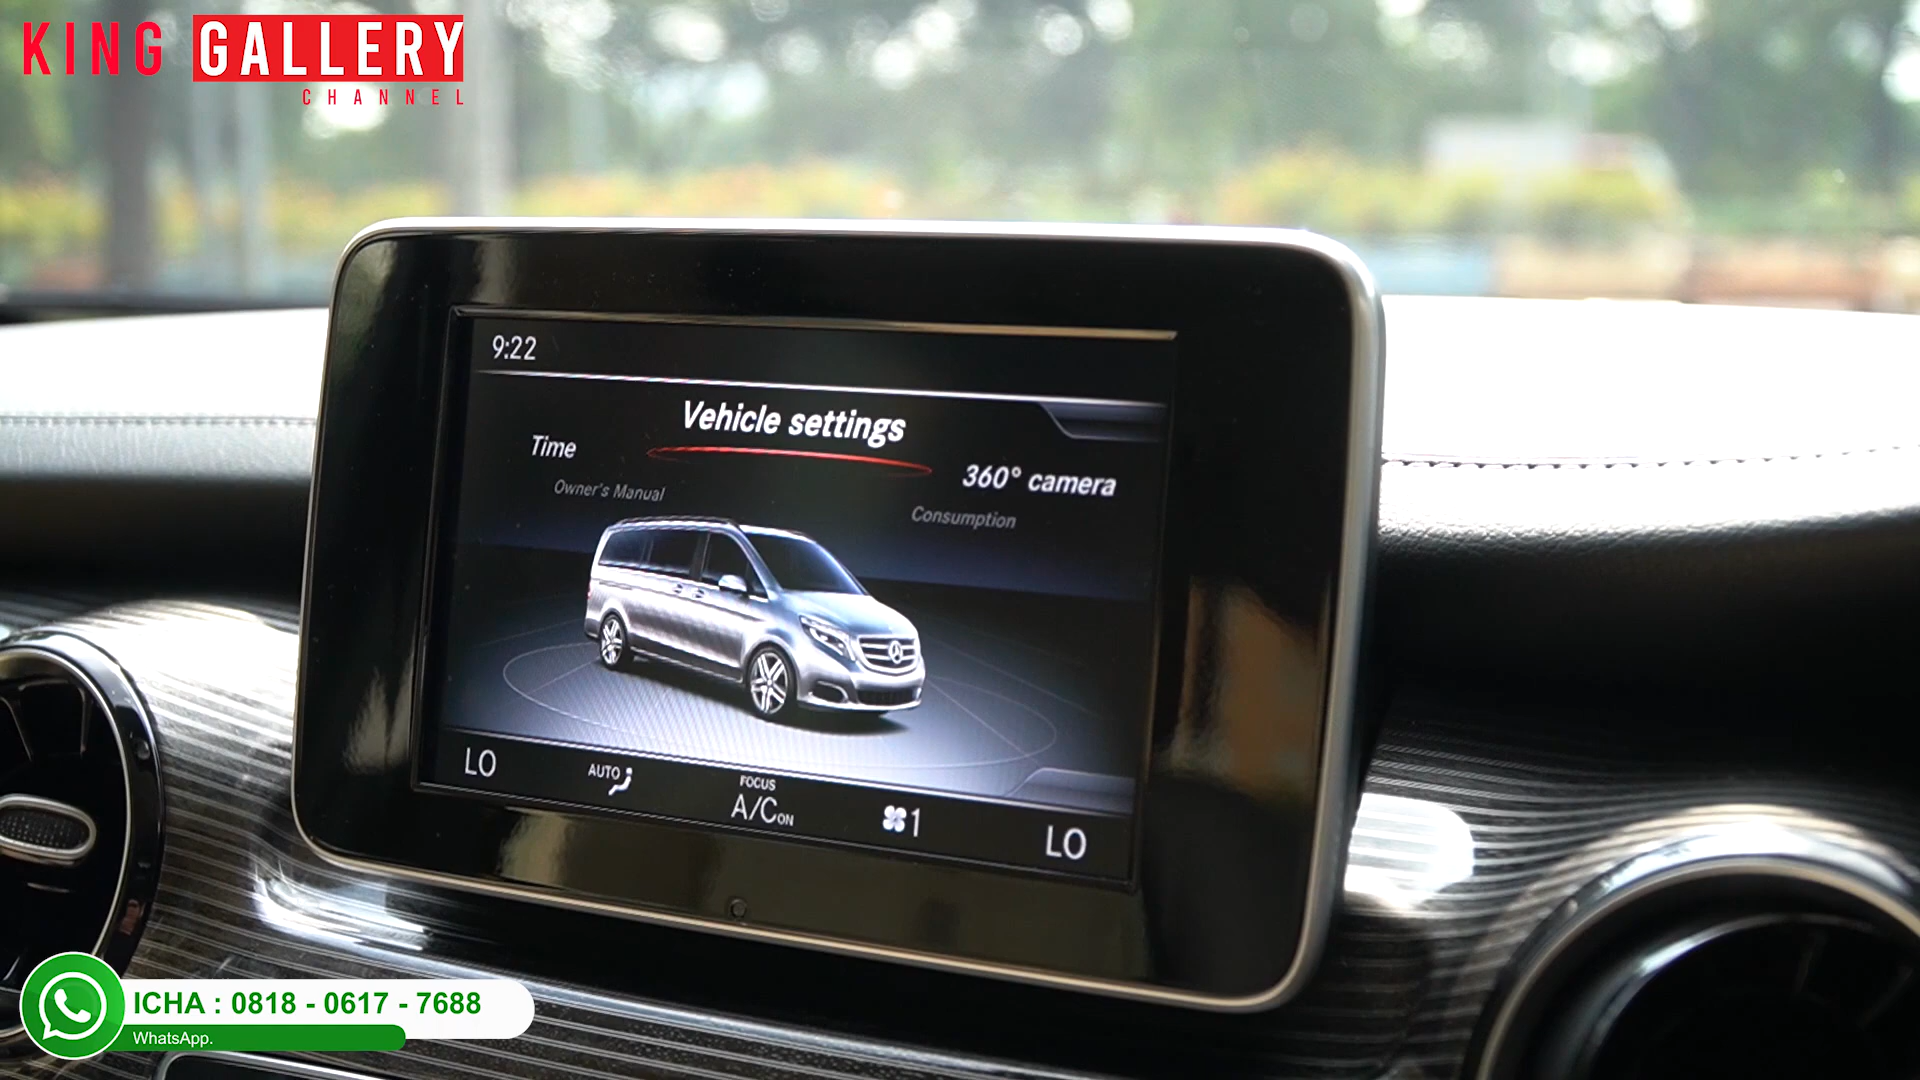 KING GALLERY
CHANNEL
9:22
Vehicle settings
Time
360° camera
Owner's Manual
Consumption
LO
AUTO
FOCUS
A/C ON
1
LO
ICHA : 0818 - 0617 - 7688
WhatsApp.